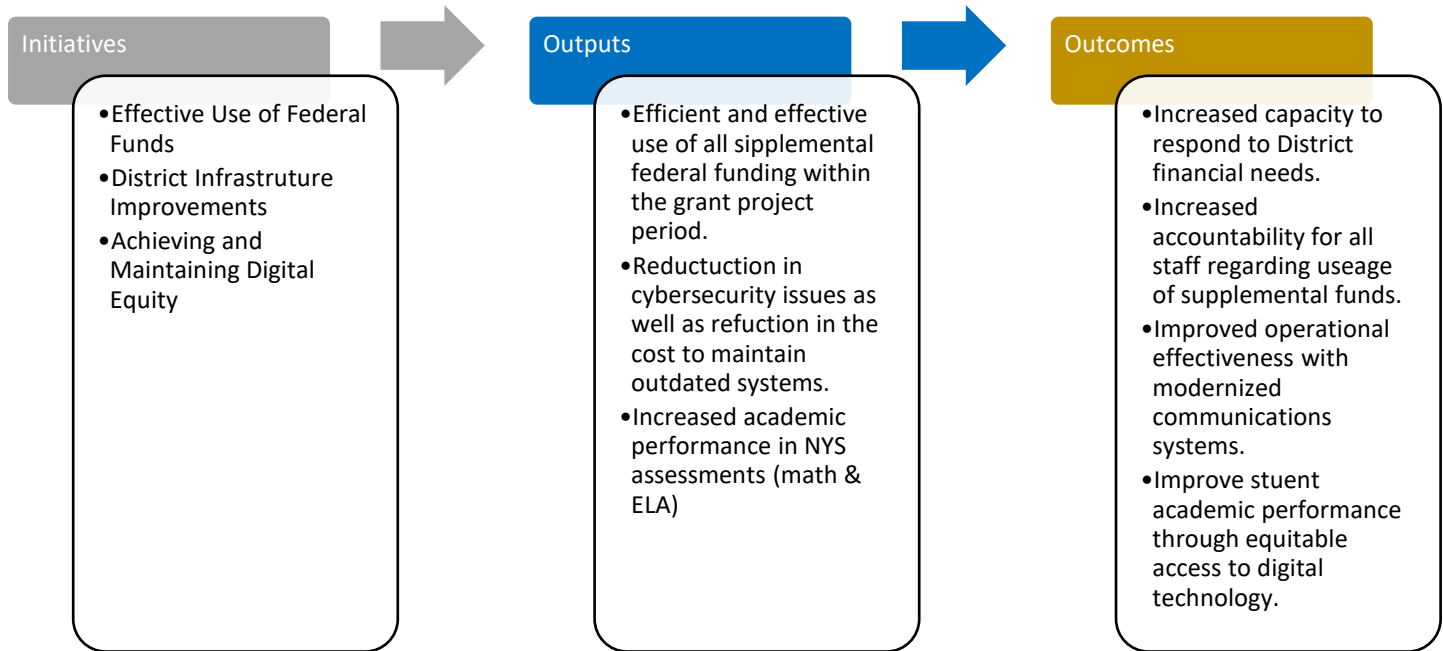 Initiatives
•Effective Use of Federal
Funds
•District Infrastruture
Improvements
•Achieving and
Maintaining Digital
Equity
Outputs
•Efficient and effective
use of all sipplemental
federal funding within
the grant project
period.
•Reductuction in
cybersecurity issues as
well as refuction in the
cost to maintain
outdated systems.
•Increased academic
performance in NYS
assessments (math &
ELA)
Outcomes
•Increased capacity to
respond to District
financial needs.
•Increased
accountability for all
staff regarding useage
of supplemental funds.
•Improved operational
effectiveness with
modernized
communications
systems.
•Improve stuent
academic performance
through equitable
access to digital
technology.